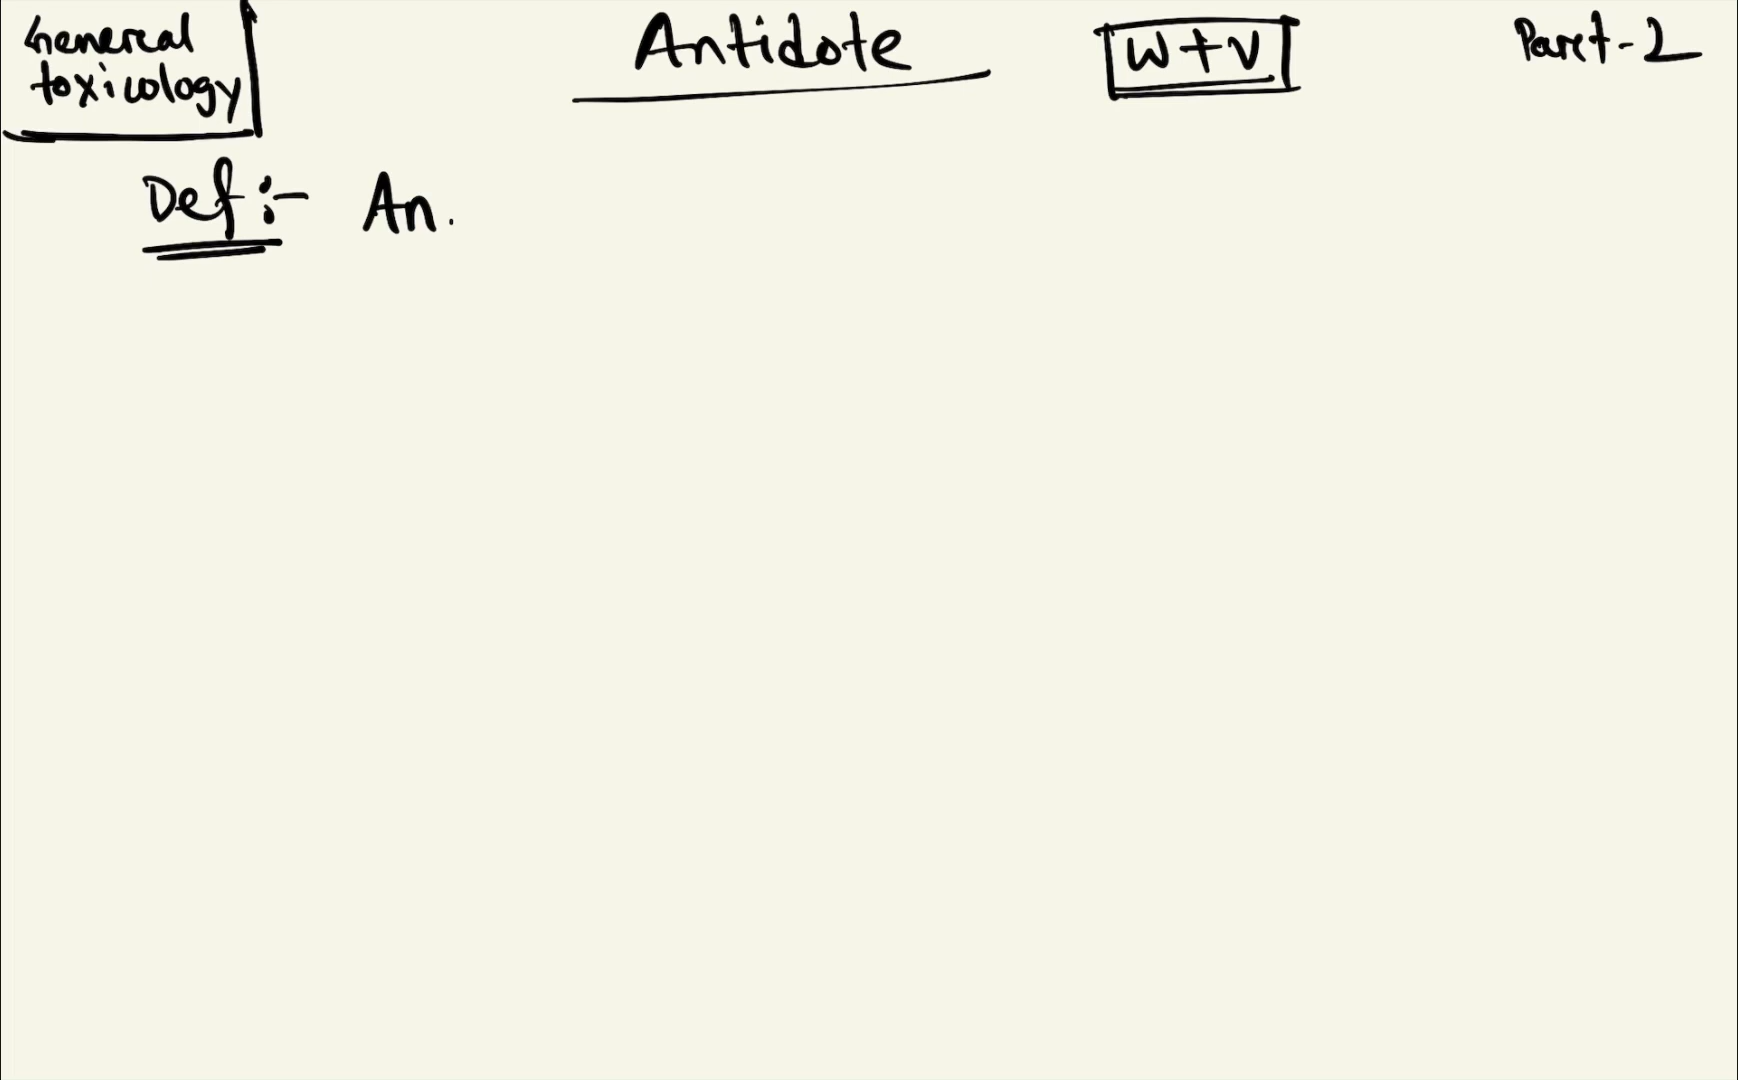 General
toxicology
Antidote
W+V
Part-2
Def:- An.